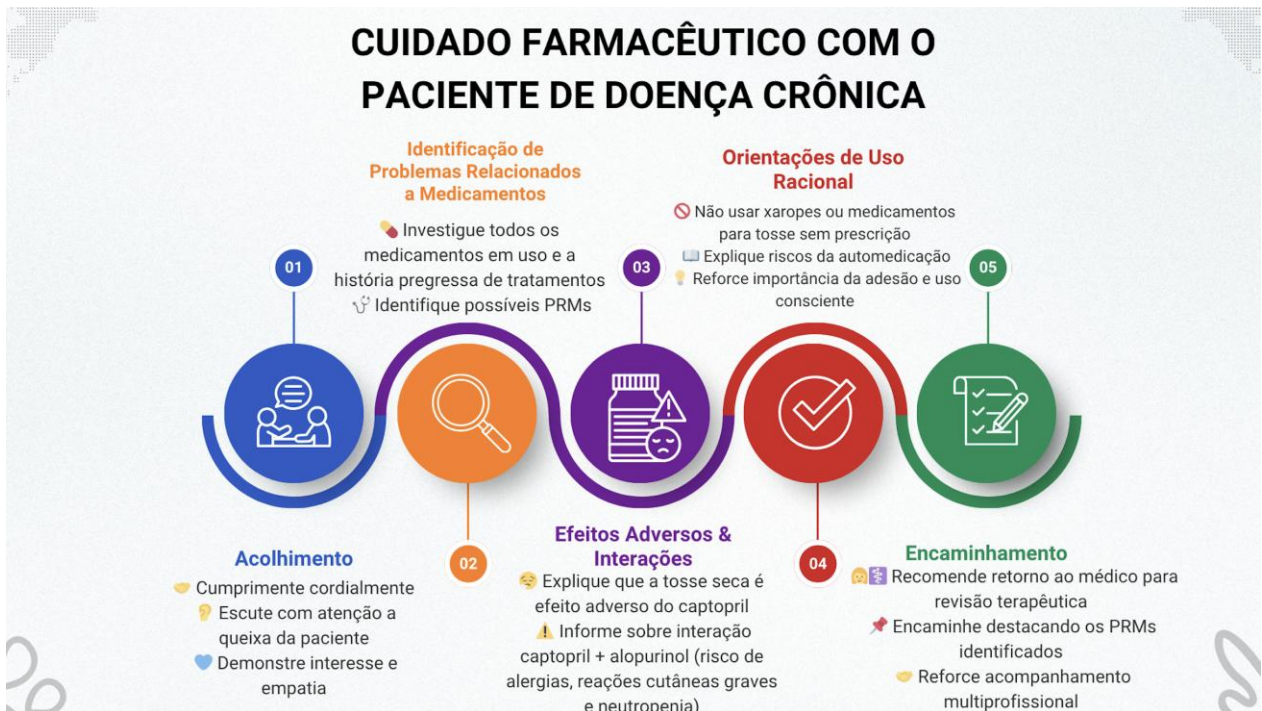 CUIDADO FARMACÊUTICO COM O
PACIENTE DE DOENÇA CRÔNICA
01
Acolhimento
🤝 Cumprimente cordialmente
👂 Escute com atenção a
queixa da paciente
💙 Demonstre interesse e
empatia
Identificação de
Problemas Relacionados
a Medicamentos
💊 Investigue todos os
medicamentos em uso e a
história pregressa de tratamentos
🩺 Identifique possíveis PRMs
02
03
Efeitos Adversos &
Interações
😮‍💨 Explique que a tosse seca é
efeito adverso do captopril
⚠️ Informe sobre interação
captopril + alopurinol (risco de
alergias, reações cutâneas graves
e neutropenia)
Orientações de Uso
Racional
🚫 Não usar xaropes ou medicamentos
para tosse sem prescrição
📖 Explique riscos da automedicação
💡 Reforce importância da adesão e uso
consciente
04
05
Encaminhamento
👩⚕️ Recomende retorno ao médico para
revisão terapêutica
📌 Encaminhe destacando os PRMs
identificados
🤝 Reforce acompanhamento
multiprofissional